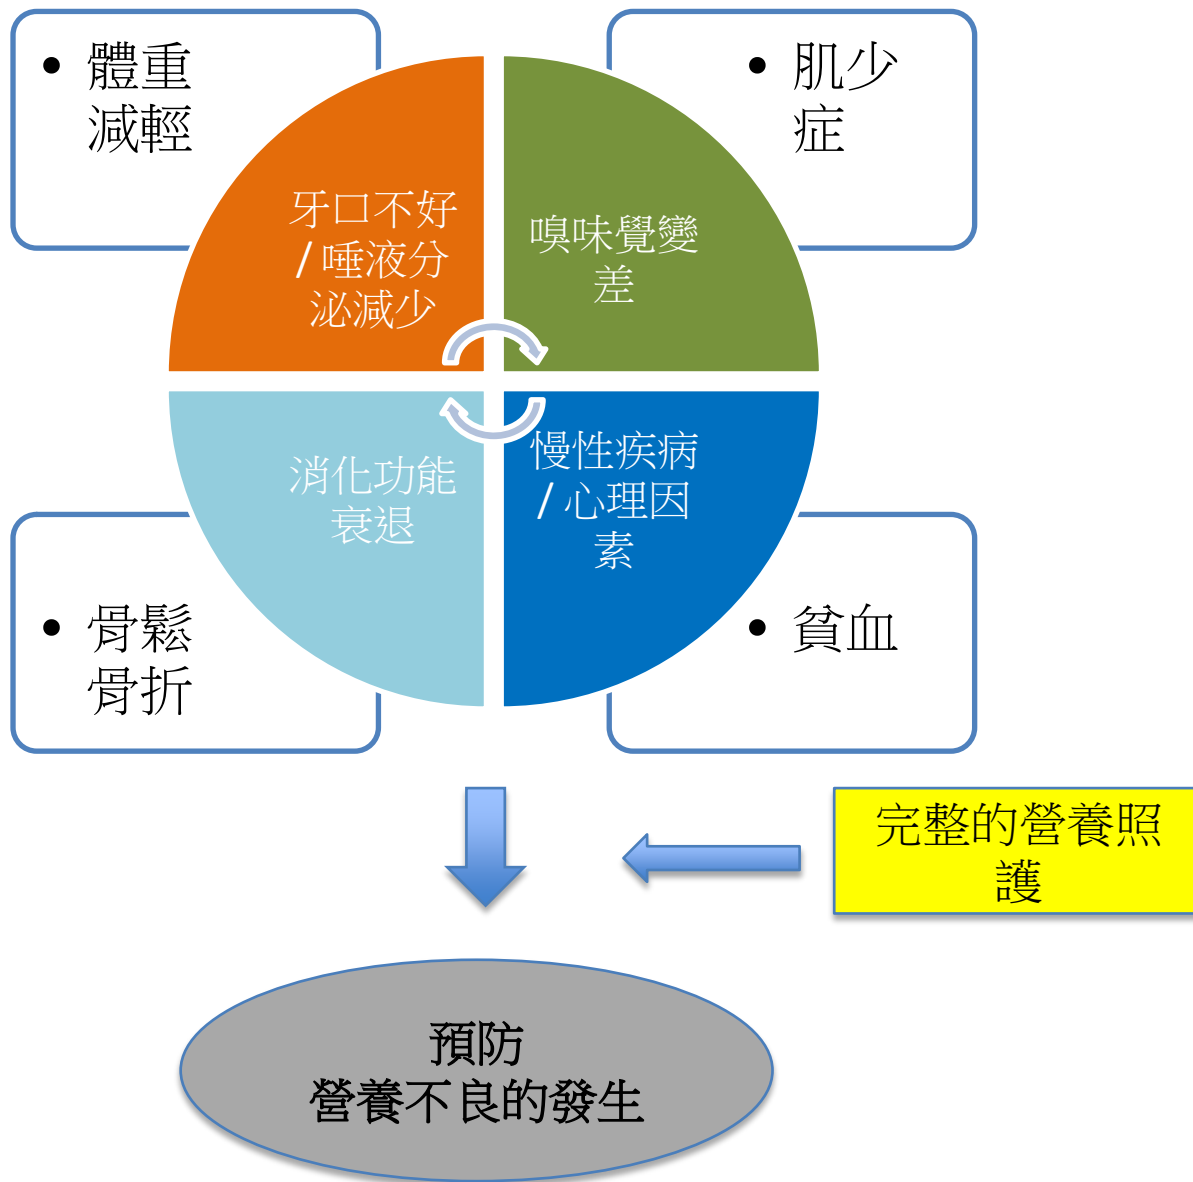 • 體重
減輕
• 肌少
症
牙口不好
/ 唾液分
泌減少
嗅味覺變
差
消化功能
衰退
慢性疾病
/ 心理因
素
• 骨鬆
骨折
• 貧血
完整的營養照
護
預防
營養不良的發生